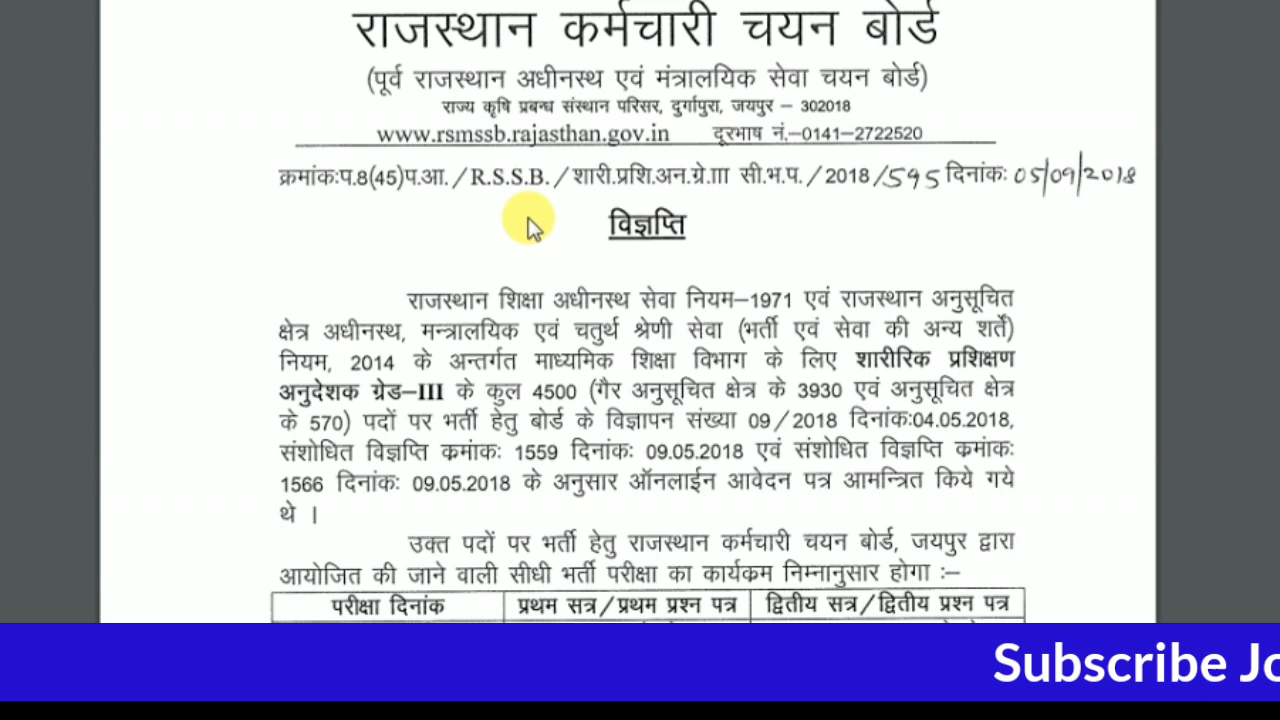 राजस्थान कर्मचारी चयन बोर्ड
(पूर्व राजस्थान अधीनस्थ एवं मंत्रालयिक सेवा चयन बोर्ड)
राज्य कृषि प्रबन्ध संस्थान परिसर, दुर्गापुरा, जयपुर – 302018
www.rsmssb.rajasthan.gov.in दूरभाष नं.–0141–2722520
क्रमांकःप.8(45)प.आ./R.S.S.B./शारी.प्रशि.अन.ग्रे.III सी.भ.प./2018/595 दिनांकः 05/09/2018
विज्ञप्ति
राजस्थान शिक्षा अधीनस्थ सेवा नियम–1971 एवं राजस्थान अनुसूचित
क्षेत्र अधीनस्थ, मन्त्रालयिक एवं चतुर्थ श्रेणी सेवा (भर्ती एवं सेवा की अन्य शर्तें)
नियम, 2014 के अन्तर्गत माध्यमिक शिक्षा विभाग के लिए शारीरिक प्रशिक्षण
अनुदेशक ग्रेड–III के कुल 4500 (गैर अनुसूचित क्षेत्र के 3930 एवं अनुसूचित क्षेत्र
के 570) पदों पर भर्ती हेतु बोर्ड के विज्ञापन संख्या 09/2018 दिनांकः04.05.2018,
संशोधित विज्ञप्ति क्रमांकः 1559 दिनांकः 09.05.2018 एवं संशोधित विज्ञप्ति क्रमांकः
1566 दिनांकः 09.05.2018 के अनुसार ऑनलाईन आवेदन पत्र आमन्त्रित किये गये
थे ।
उक्त पदों पर भर्ती हेतु राजस्थान कर्मचारी चयन बोर्ड, जयपुर द्वारा
आयोजित की जाने वाली सीधी भर्ती परीक्षा का कार्यक्रम निम्नानुसार होगा :–
परीक्षा दिनांक प्रथम सत्र/प्रथम प्रश्न पत्र द्वितीय सत्र/द्वितीय प्रश्न पत्र
Subscribe Jo